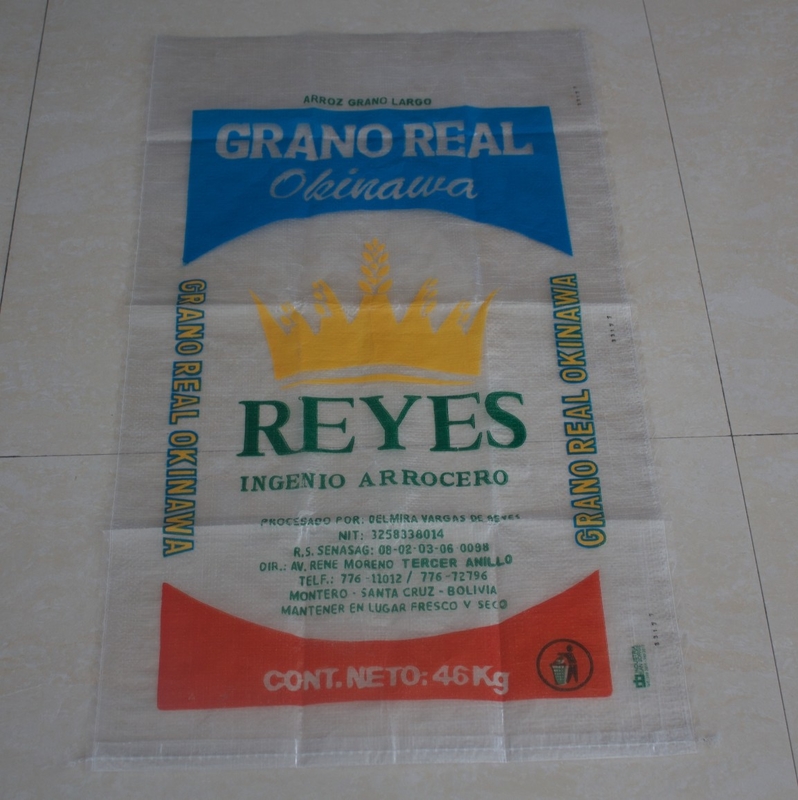 ARROZ GRANO LARGO
GRANO REAL
Okinawa
GRANO REAL OKINAWA
GRANO REAL OKINAWA
REYES
INGENIO ARROCERO
PROCESADO POR: DELMIRA VARGAS DE REYES
NIT: 3258338014
R.S. SENASAG: 08-02-03-06 0098
DIR.: AV. RENE MORENO TERCER ANILLO
TELF.: 776-11012 / 776-72796
MONTERO - SANTA CRUZ - BOLIVIA
MANTENER EN LUGAR FRESCO Y SECO
CONT. NETO: 46 Kg